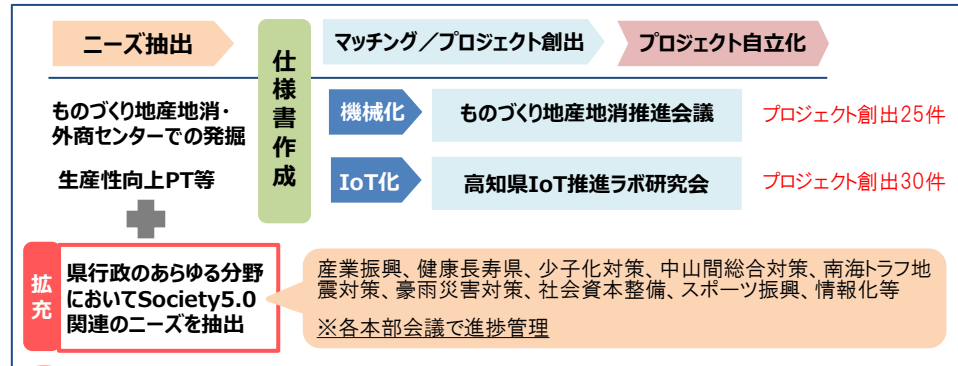 ニーズ抽出
仕様書作成
マッチング／プロジェクト創出
プロジェクト自立化
ものづくり地産地消・
外商センターでの発掘
生産性向上PT等
機械化
ものづくり地産地消推進会議
プロジェクト創出25件
IoT化
高知県IoT推進ラボ研究会
プロジェクト創出30件
拡充
県行政のあらゆる分野
においてSociety5.0
関連のニーズを抽出
産業振興、健康長寿県、少子化対策、中山間総合対策、南海トラフ地
震対策、豪雨災害対策、社会資本整備、スポーツ振興、情報化等
※各本部会議で進捗管理